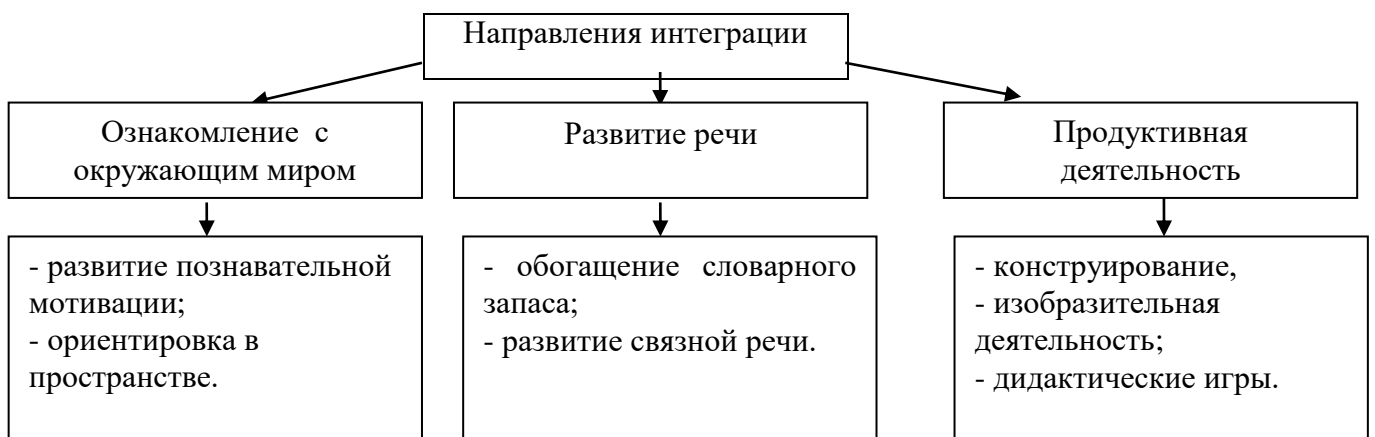 Направления интеграции
Ознакомление с
окружающим миром
Развитие речи
Продуктивная
деятельность
- развитие познавательной
мотивации;
- ориентировка в
пространстве.
- обогащение словарного
запаса;
- развитие связной речи.
- конструирование,
- изобразительная
деятельность;
- дидактические игры.